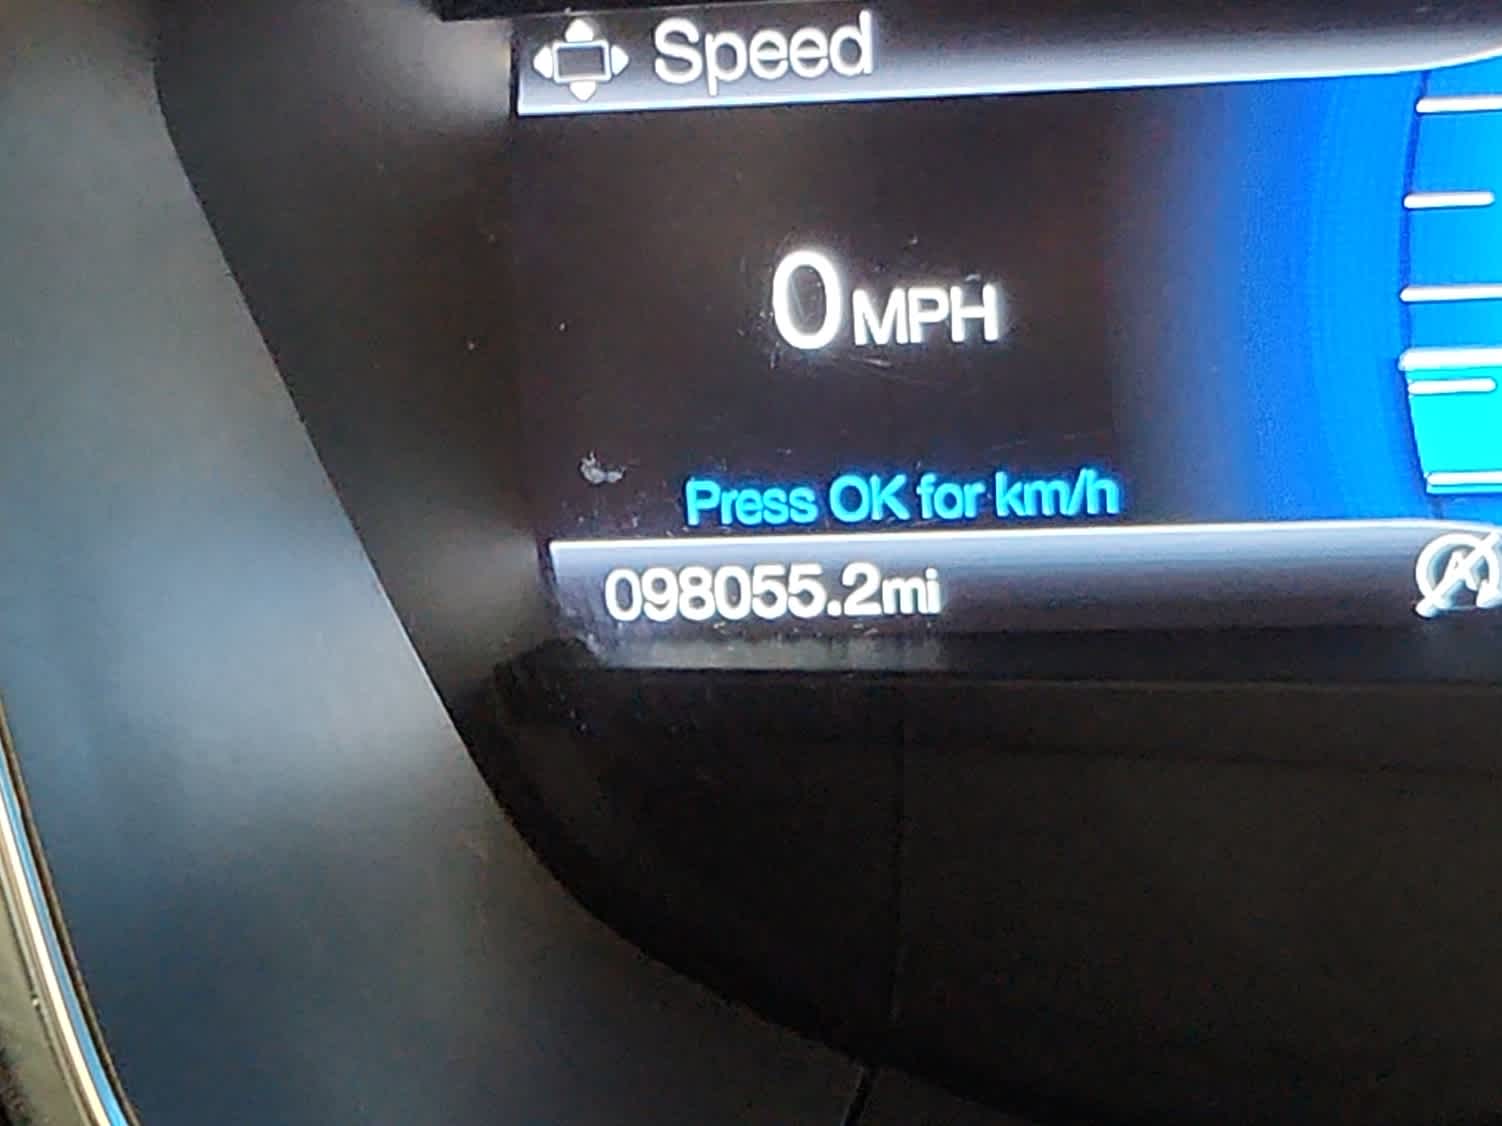 Speed
0 MPH
Press OK for km/h
098055.2mi